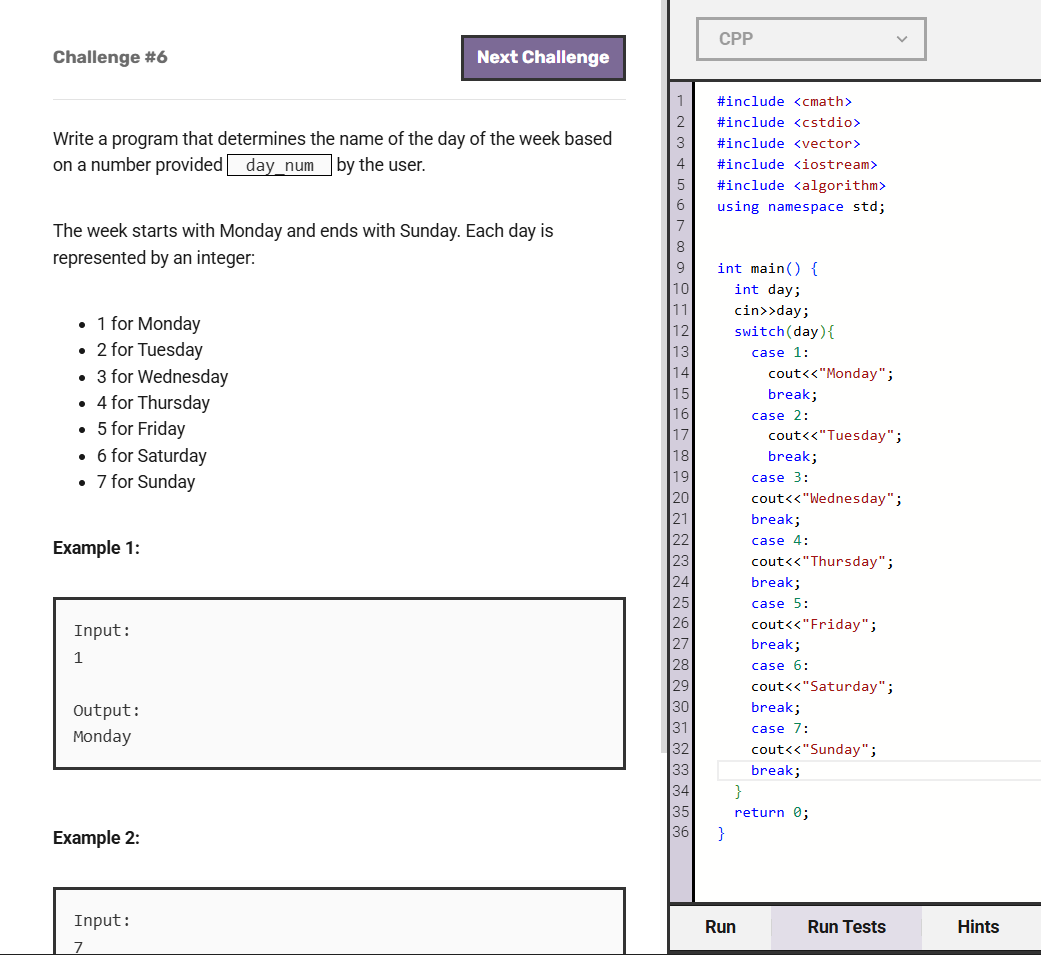 Challenge #6
Next Challenge
Write a program that determines the name of the day of the week based
on a number provided day_num by the user.
The week starts with Monday and ends with Sunday. Each day is
represented by an integer:
• 1 for Monday
• 2 for Tuesday
• 3 for Wednesday
• 4 for Thursday
• 5 for Friday
• 6 for Saturday
• 7 for Sunday
Example 1:
Input:
1
Output:
Monday
Example 2:
Input:
7
CPP
1 #include <cmath>
2 #include <cstdio>
3 #include <vector>
4 #include <iostream>
5 #include <algorithm>
6 using namespace std;
7
8
9 int main() {
10 int day;
11 cin>>day;
12 switch(day){
13 case 1:
14 cout<<"Monday";
15 break;
16 case 2:
17 cout<<"Tuesday";
18 break;
19 case 3:
20 cout<<"Wednesday";
21 break;
22 case 4:
23 cout<<"Thursday";
24 break;
25 case 5:
26 cout<<"Friday";
27 break;
28 case 6:
29 cout<<"Saturday";
30 break;
31 case 7:
32 cout<<"Sunday";
33 break;
34 }
35 return 0;
36 }
Run
Run Tests
Hints